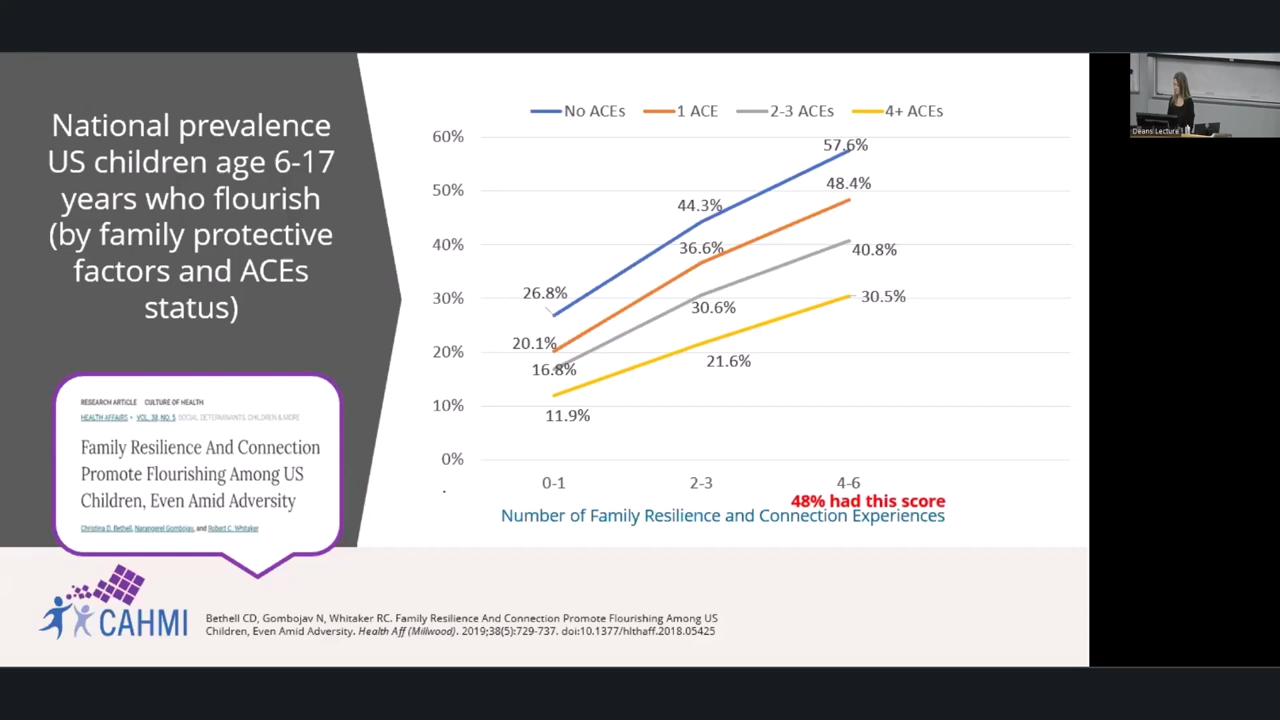 National prevalence
US children age 6-17
years who flourish
(by family protective
factors and ACEs
status)
RESEARCH ARTICLE CULTURE OF HEALTH
HEALTH AFFAIRS • VOL. 38, NO. 5 SOCIAL DETERMINANTS, CHILDREN & MORE
Family Resilience And Connection
Promote Flourishing Among US
Children, Even Amid Adversity
Christina D. Bethell, Narangerel Gombojav, and Robert C. Whitaker
No ACEs 1 ACE 2-3 ACEs 4+ ACEs
60%
50%
40%
30%
20%
10%
0%
57.6%
48.4%
44.3%
36.6%
40.8%
26.8%
30.5%
30.6%
20.1%
16.8%
21.6%
11.9%
0-1 2-3 4-6
48% had this score
Number of Family Resilience and Connection Experiences
CAHMI
Bethell CD, Gombojav N, Whitaker RC. Family Resilience And Connection Promote Flourishing Among US
Children, Even Amid Adversity. Health Aff (Millwood). 2019;38(5):729-737. doi:10.1377/hlthaff.2018.05425
Deans Lecture